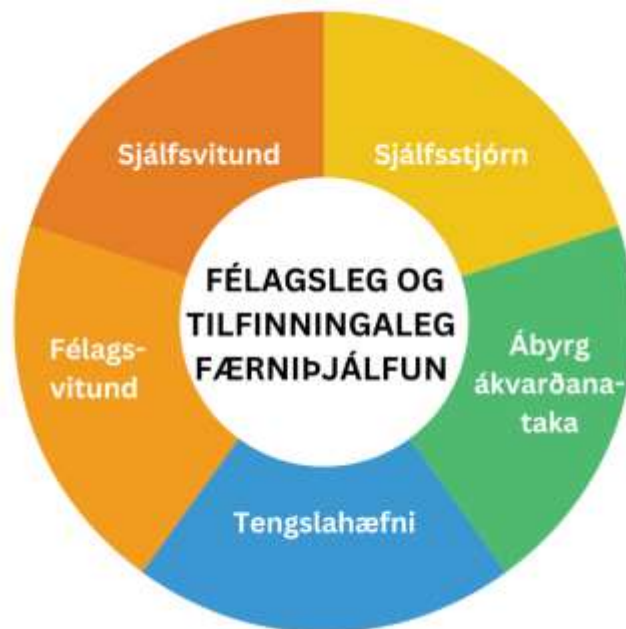 Sjálfsvitund
Sjálfsstjórn
FÉLAGSLEG OG
TILFINNINGALEG
FÆRNIÞJÁLFUN
Félags-
vitund
Ábyrg
ákvarðana-
taka
Tengslahæfni